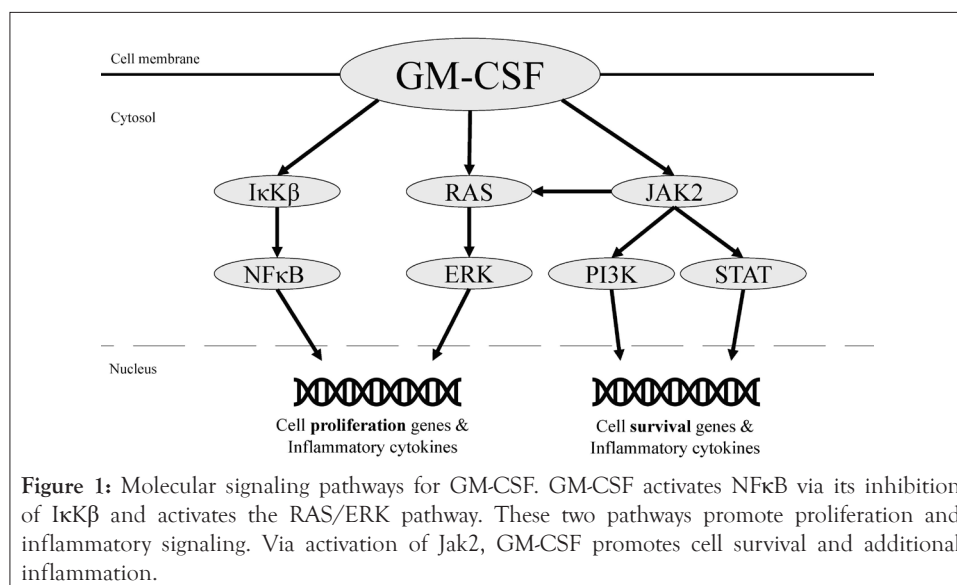 Cell membrane
GM-CSF
Cytosol
IκKβ
RAS
JAK2
NFκB
ERK
PI3K
STAT
Nucleus
Cell proliferation genes &
Inflammatory cytokines
Cell survival genes &
Inflammatory cytokines
Figure 1: Molecular signaling pathways for GM-CSF. GM-CSF activates NFκB via its inhibition
of IκKβ and activates the RAS/ERK pathway. These two pathways promote proliferation and
inflammatory signaling. Via activation of Jak2, GM-CSF promotes cell survival and additional
inflammation.